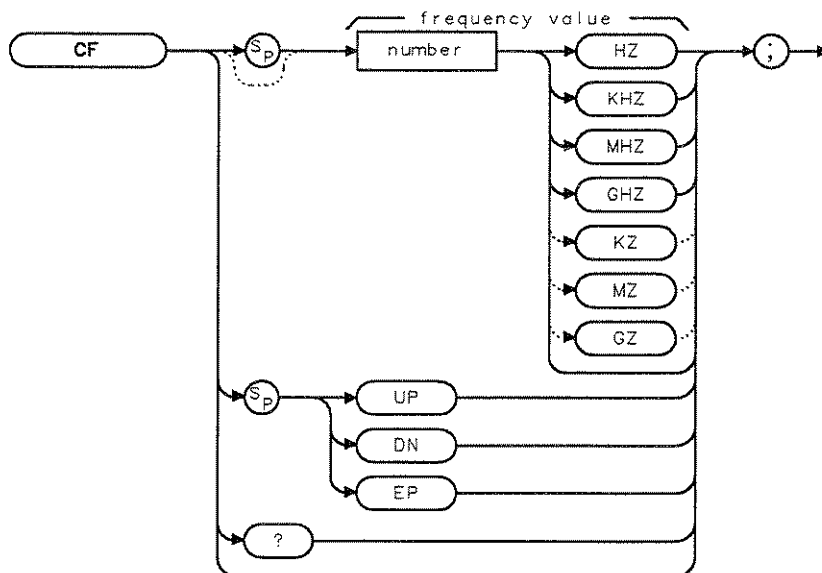 frequency value
CF
SP
number
HZ
;
KHZ
MHZ
GHZ
KZ
MZ
GZ
SP
UP
DN
EP
?